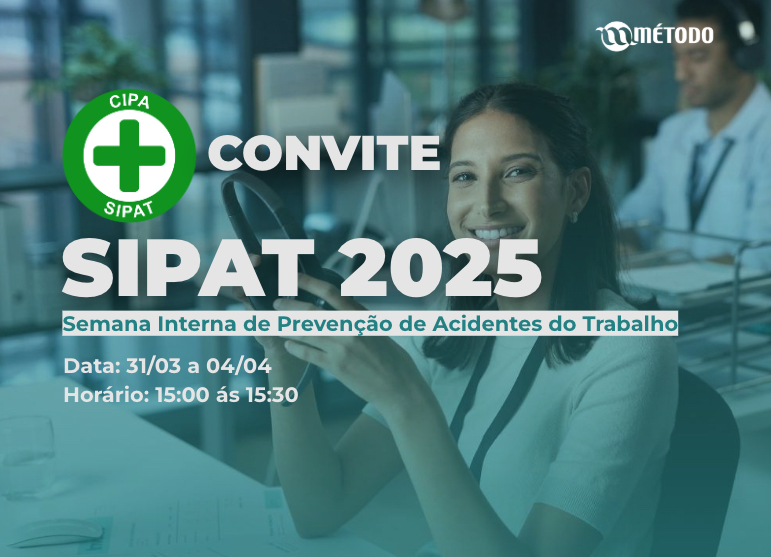 MÉTODO
CIPA
SIPAT
CONVITE
SIPAT 2025
Semana Interna de Prevenção de Acidentes do Trabalho
Data: 31/03 a 04/04
Horário: 15:00 ás 15:30